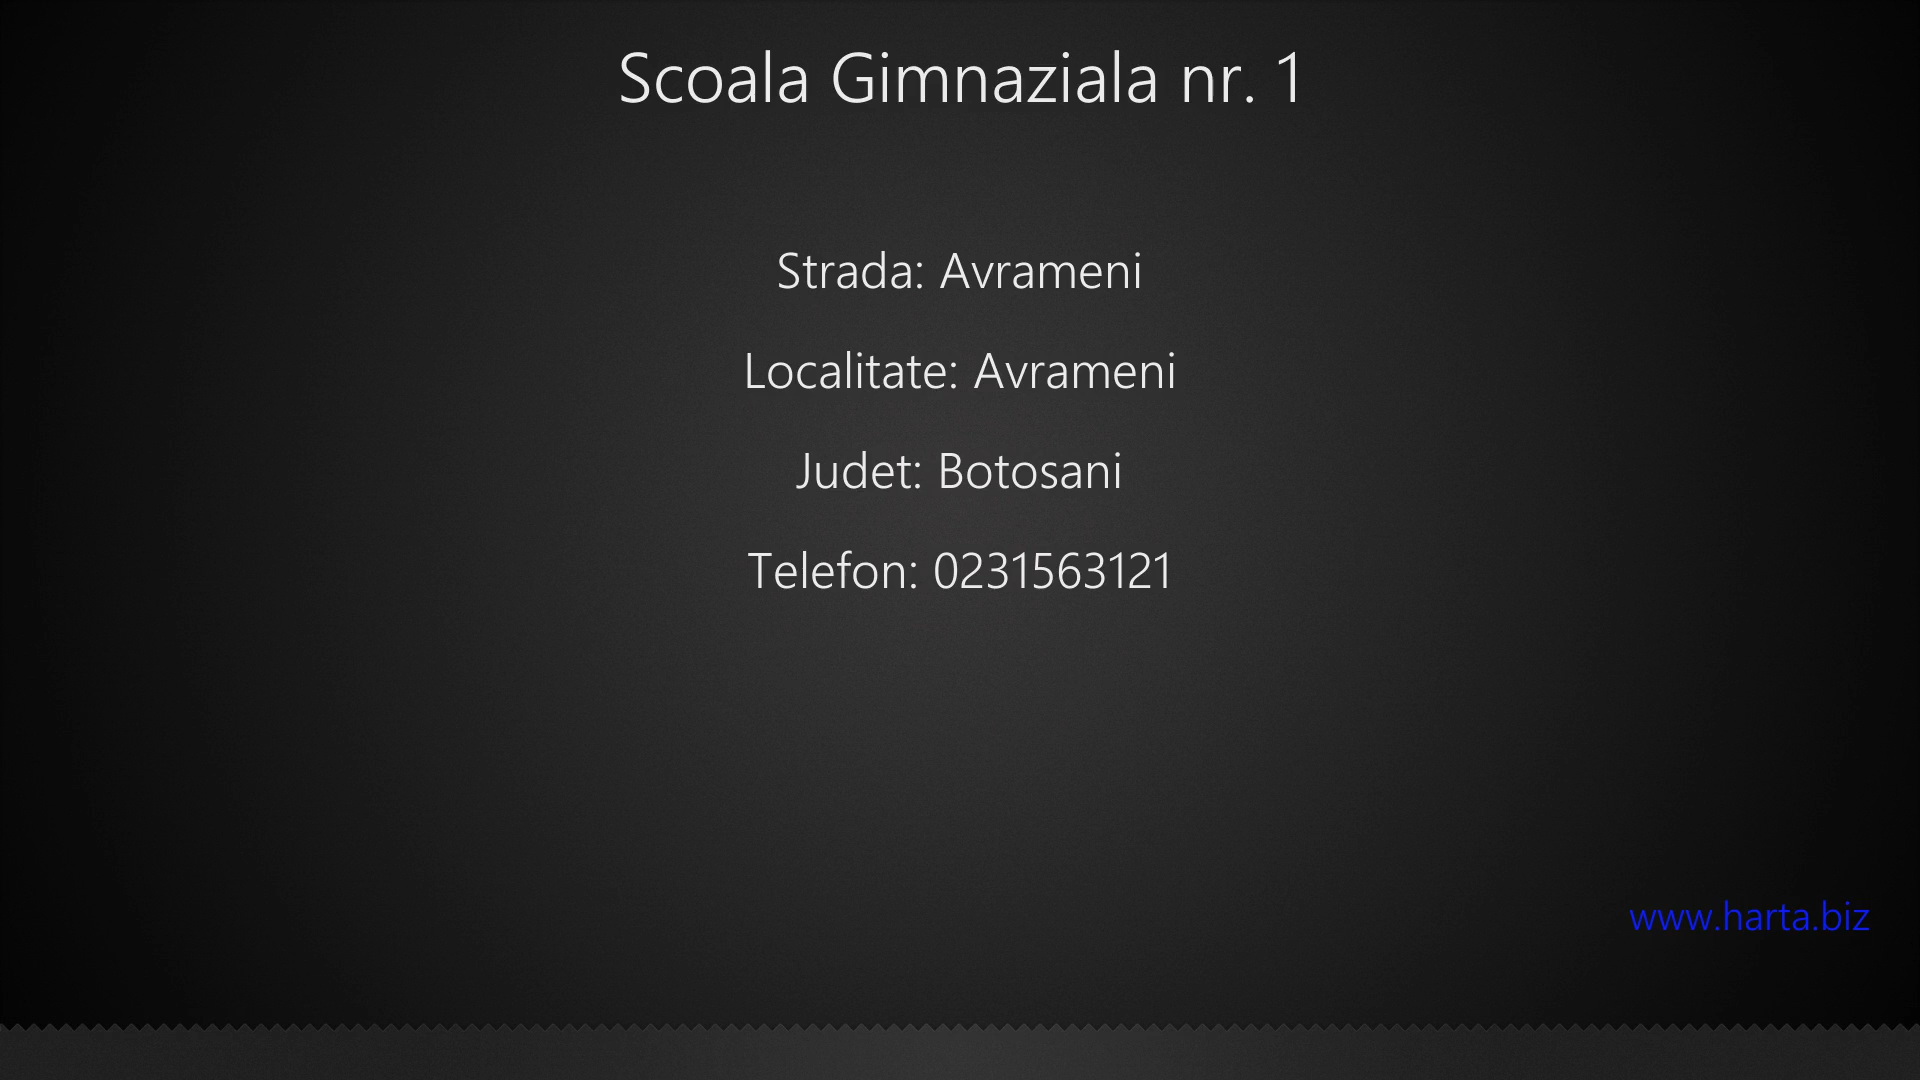 Scoala Gimnaziala nr. 1
Strada: Avrameni
Localitate: Avrameni
Judet: Botosani
Telefon: 0231563121
www.harta.biz